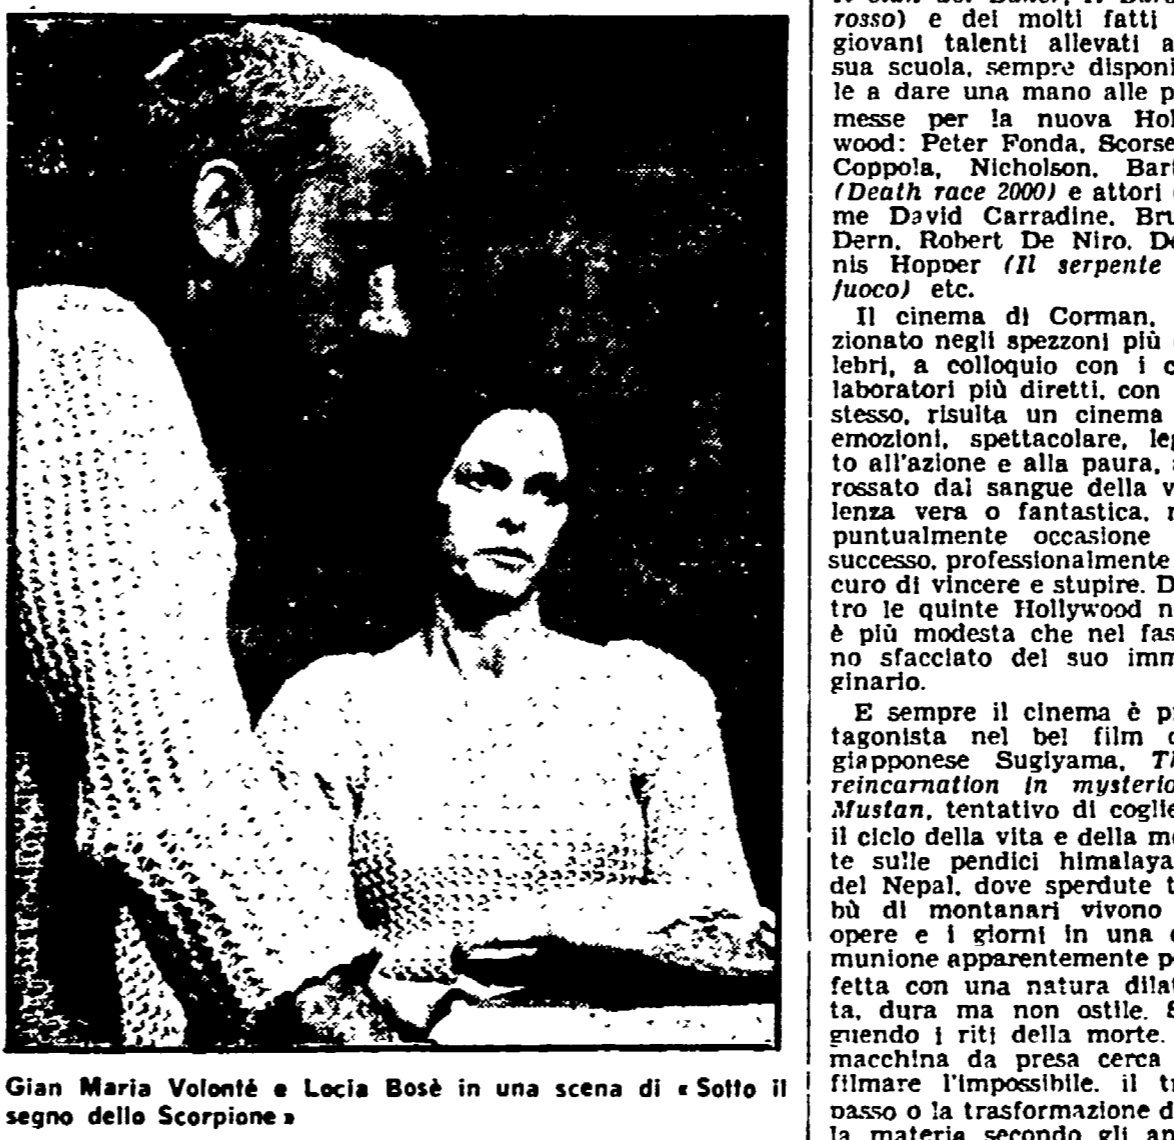 Gian Maria Volonté e Locia Bosè in una scena di « Sotto il
segno dello Scorpione »
rosso) e dei molti fatti
giovani talenti allevati a
sua scuola, sempre disponi
le a dare una mano alle p
messe per la nuova Hol
wood: Peter Fonda, Scorse
Coppola, Nicholson, Bart
(Death race 2000) e attori
me David Carradine, Bru
Dern, Robert De Niro, De
nis Hopper (Il serpente
fuoco) etc.
Il cinema di Corman,
zionato negli spezzoni più
lebri, a colloquio con i c
laboratori più diretti, con
stesso, risulta un cinema
emozioni, spettacolare, leg
to all'azione e alla paura,
rossato dal sangue della v
lenza vera o fantastica,
puntualmente occasione
successo, professionalmente
curo di vincere e stupire. D
tro le quinte Hollywood n
è più modesta che nel fas
no sfacciato del suo imm
ginario.
E sempre il cinema è p
tagonista nel bel film
giapponese Sugiyama, T
reincarnation in mysterio
Mustan, tentativo di coglie
il ciclo della vita e della mo
te sulle pendici himalaya
del Nepal, dove sperdute t
bù di montanari vivono
opere e i giorni in una
munione apparentemente p
fetta con una natura dilat
ta, dura ma non ostile. S
guendo i riti della morte.
macchina da presa cerca
filmare l'impossibile, il t
passo o la trasformazione d
la materia secondo gli an